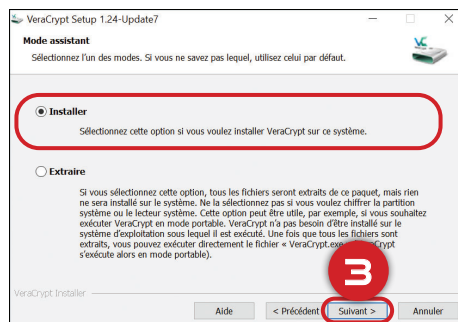 VeraCrypt Setup 1.24-Update7
Mode assistant
Sélectionnez l'un des modes. Si vous ne savez pas lequel, utilisez celui par défaut.
VC
Installer
Sélectionnez cette option si vous voulez installer VeraCrypt sur ce système.
Extraire
Si vous sélectionnez cette option, tous les fichiers seront extraits de ce paquet, mais rien
ne sera installé sur le système. Ne la sélectionnez pas si vous voulez chiffrer la partition
système ou le lecteur système. Cette option peut être utile, par exemple, si vous souhaitez
exécuter VeraCrypt en mode portable. VeraCrypt n'a pas besoin d'être installé sur le
système d'exploitation sous lequel il est exécuté. Une fois que tous les fichiers sont
extraits, vous pouvez exécuter directement le fichier « VeraCrypt.exe Crypt
s'exécute alors en mode portable).
3
VeraCrypt Installer
Aide < Précédent Suivant > Annuler